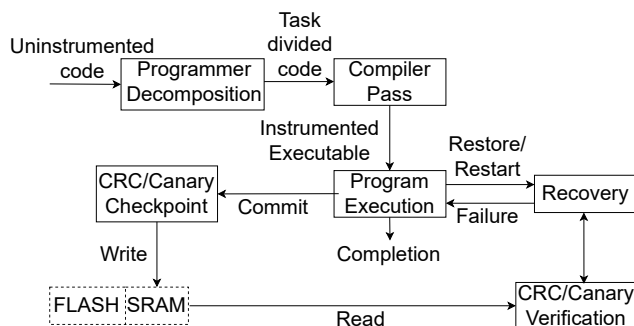 Uninstrumented
code
Programmer
Decomposition
Task
divided
code
Compiler
Pass
Instrumented
Executable
CRC/Canary
Checkpoint
Commit
Program
Execution
Restore/
Restart
Failure
Recovery
Completion
Write
FLASH SRAM
Read
CRC/Canary
Verification